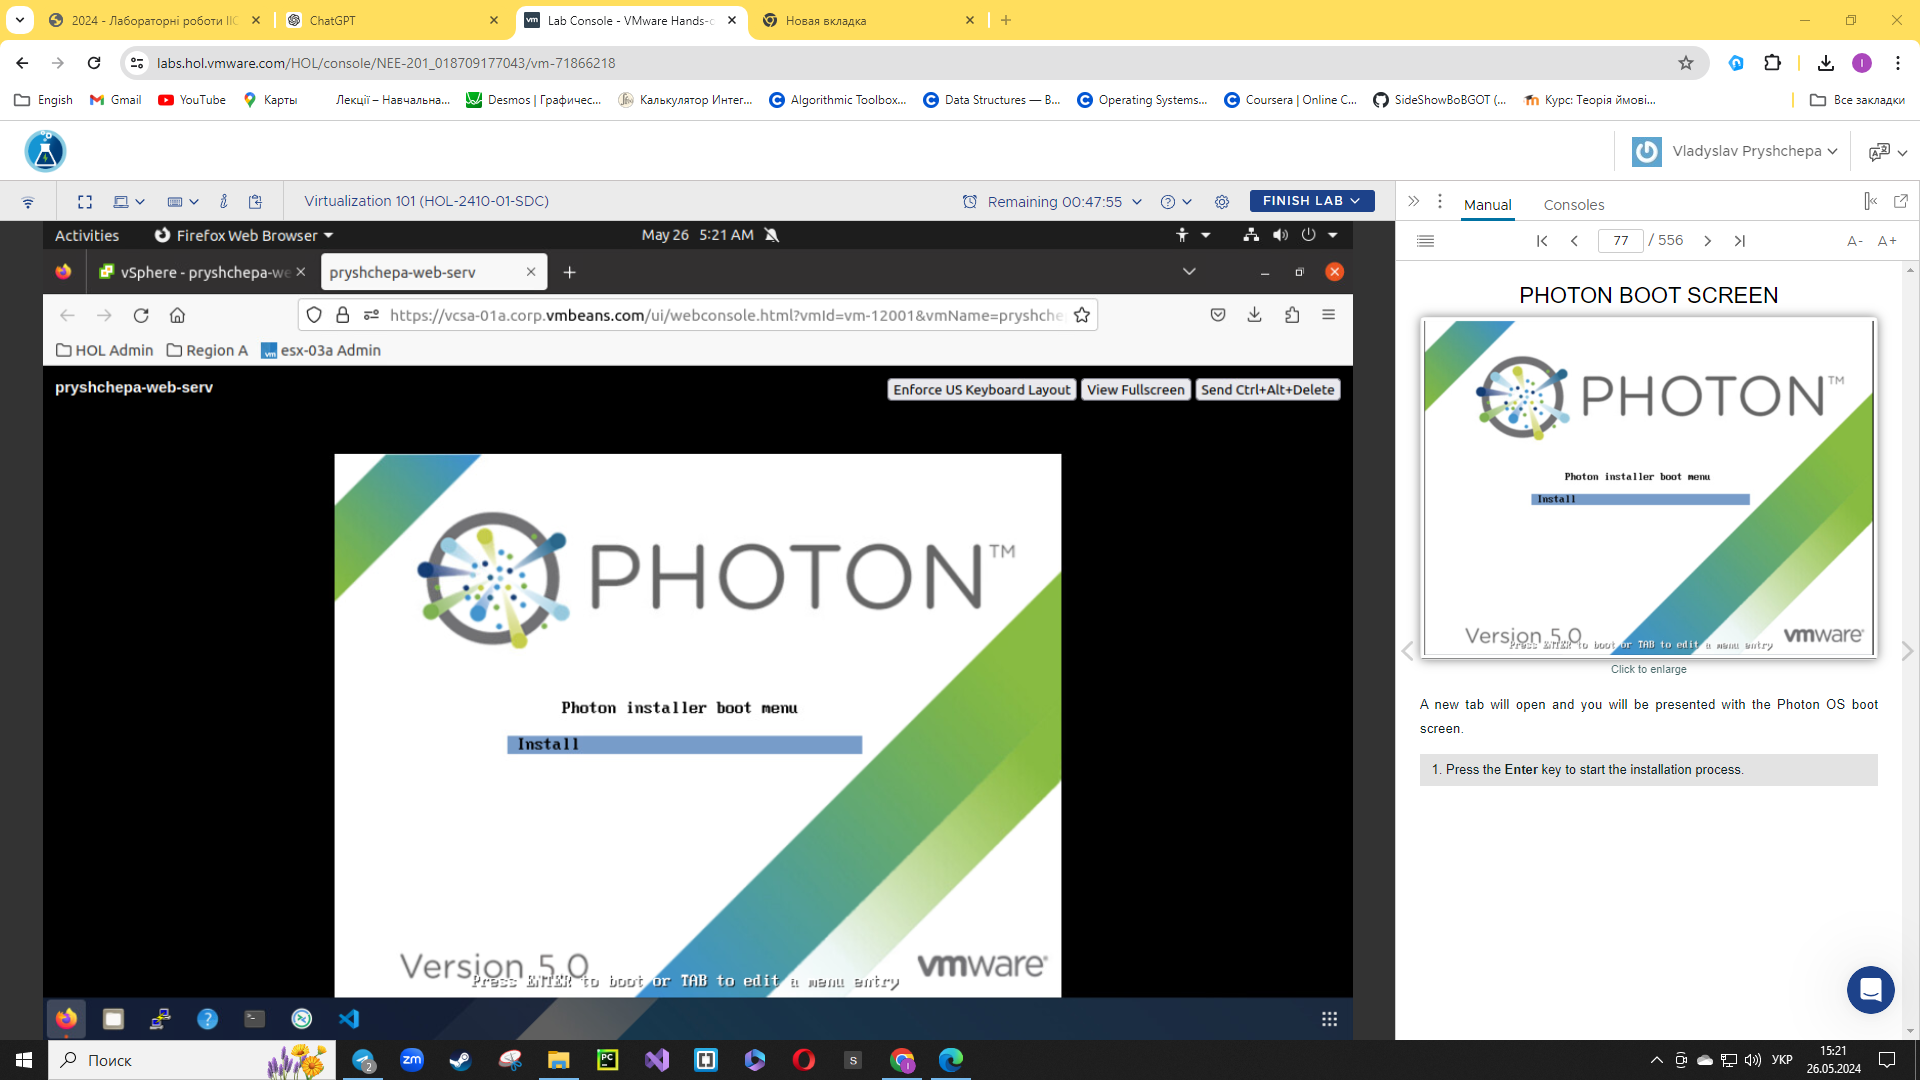 2024 - Лабораторні роботи ІІС
ChatGPT
Lab Console - VMware Hands-o
Новая вкладка
labs.hol.vmware.com/HOL/console/NEE-201_018709177043/vm-71866218
Engish
Gmail
YouTube
Карты
Лекції – Навчальна...
Desmos | Графичес...
Калькулятор Интег...
Algorithmic Toolbox...
Data Structures — В...
Operating Systems...
Coursera | Online C...
SideShowBoBGOT (...
Курс: Теорія ймові...
Все закладки
Vladyslav Pryshchepa
Virtualization 101 (HOL-2410-01-SDC)
Remaining 00:47:55
FINISH LAB
Manual
Consoles
Activities
Firefox Web Browser
May 26 5:21 AM
77 / 556
A-
A+
vSphere - pryshchepa-we
pryshchepa-web-serv
https://vcsa-01a.corp.vmbeans.com/ui/webconsole.html?vmId=vm-12001&vmName=pryshche
HOL Admin
Region A
esx-03a Admin
pryshchepa-web-serv
Enforce US Keyboard Layout
View Fullscreen
Send Ctrl+Alt+Delete
PHOTON™
Photon installer boot menu
Install
Version 5.0
vmware
Press ENTER to boot or TAB to edit a menu entry
PHOTON BOOT SCREEN
PHOTON™
Photon installer boot menu
Install
Version 5.0
vmware
Press ENTER to boot or TAB to edit a menu entry
Click to enlarge
A new tab will open and you will be presented with the Photon OS boot
screen.
1. Press the Enter key to start the installation process.
Поиск
2
УКР
15:21
26.05.2024